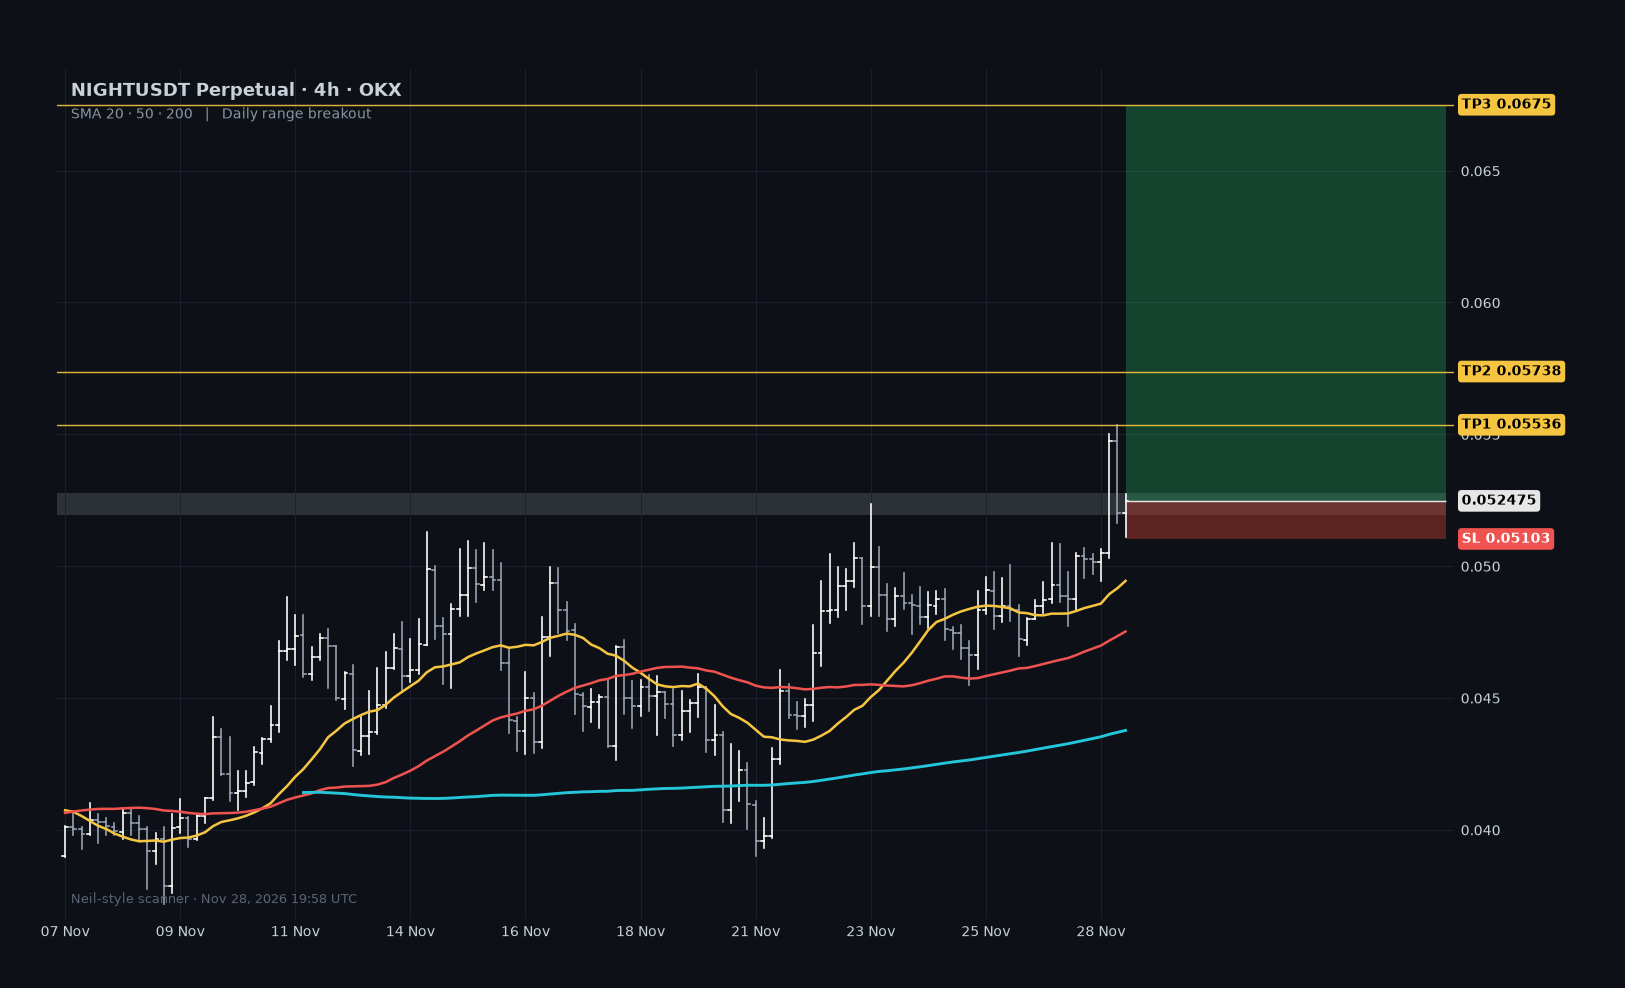 NIGHTUSDT Perpetual · 4h · OKX
SMA 20 · 50 · 200 | Daily range breakout
TP3 0.0675
0.065
0.060
TP2 0.05738
TP1 0.05536
0.055
0.052475
SL 0.05103
0.050
0.045
0.040
Neil-style scanner · Nov 28, 2026 19:58 UTC
07 Nov 09 Nov 11 Nov 14 Nov 16 Nov 18 Nov 21 Nov 23 Nov 25 Nov 28 Nov